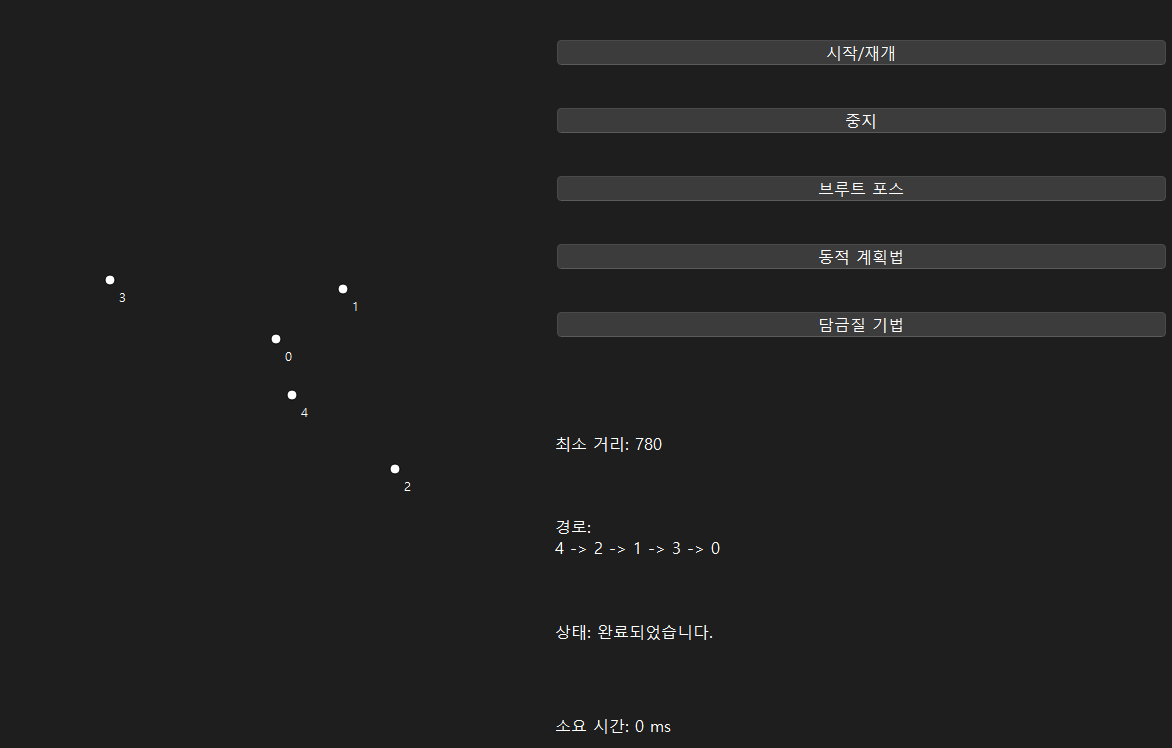 시작/재개
중지
브루트 포스
동적 계획법
담금질 기법
3
1
0
4
2
최소 거리: 780
경로:
4 -> 2 -> 1 -> 3 -> 0
상태: 완료되었습니다.
소요 시간: 0 ms